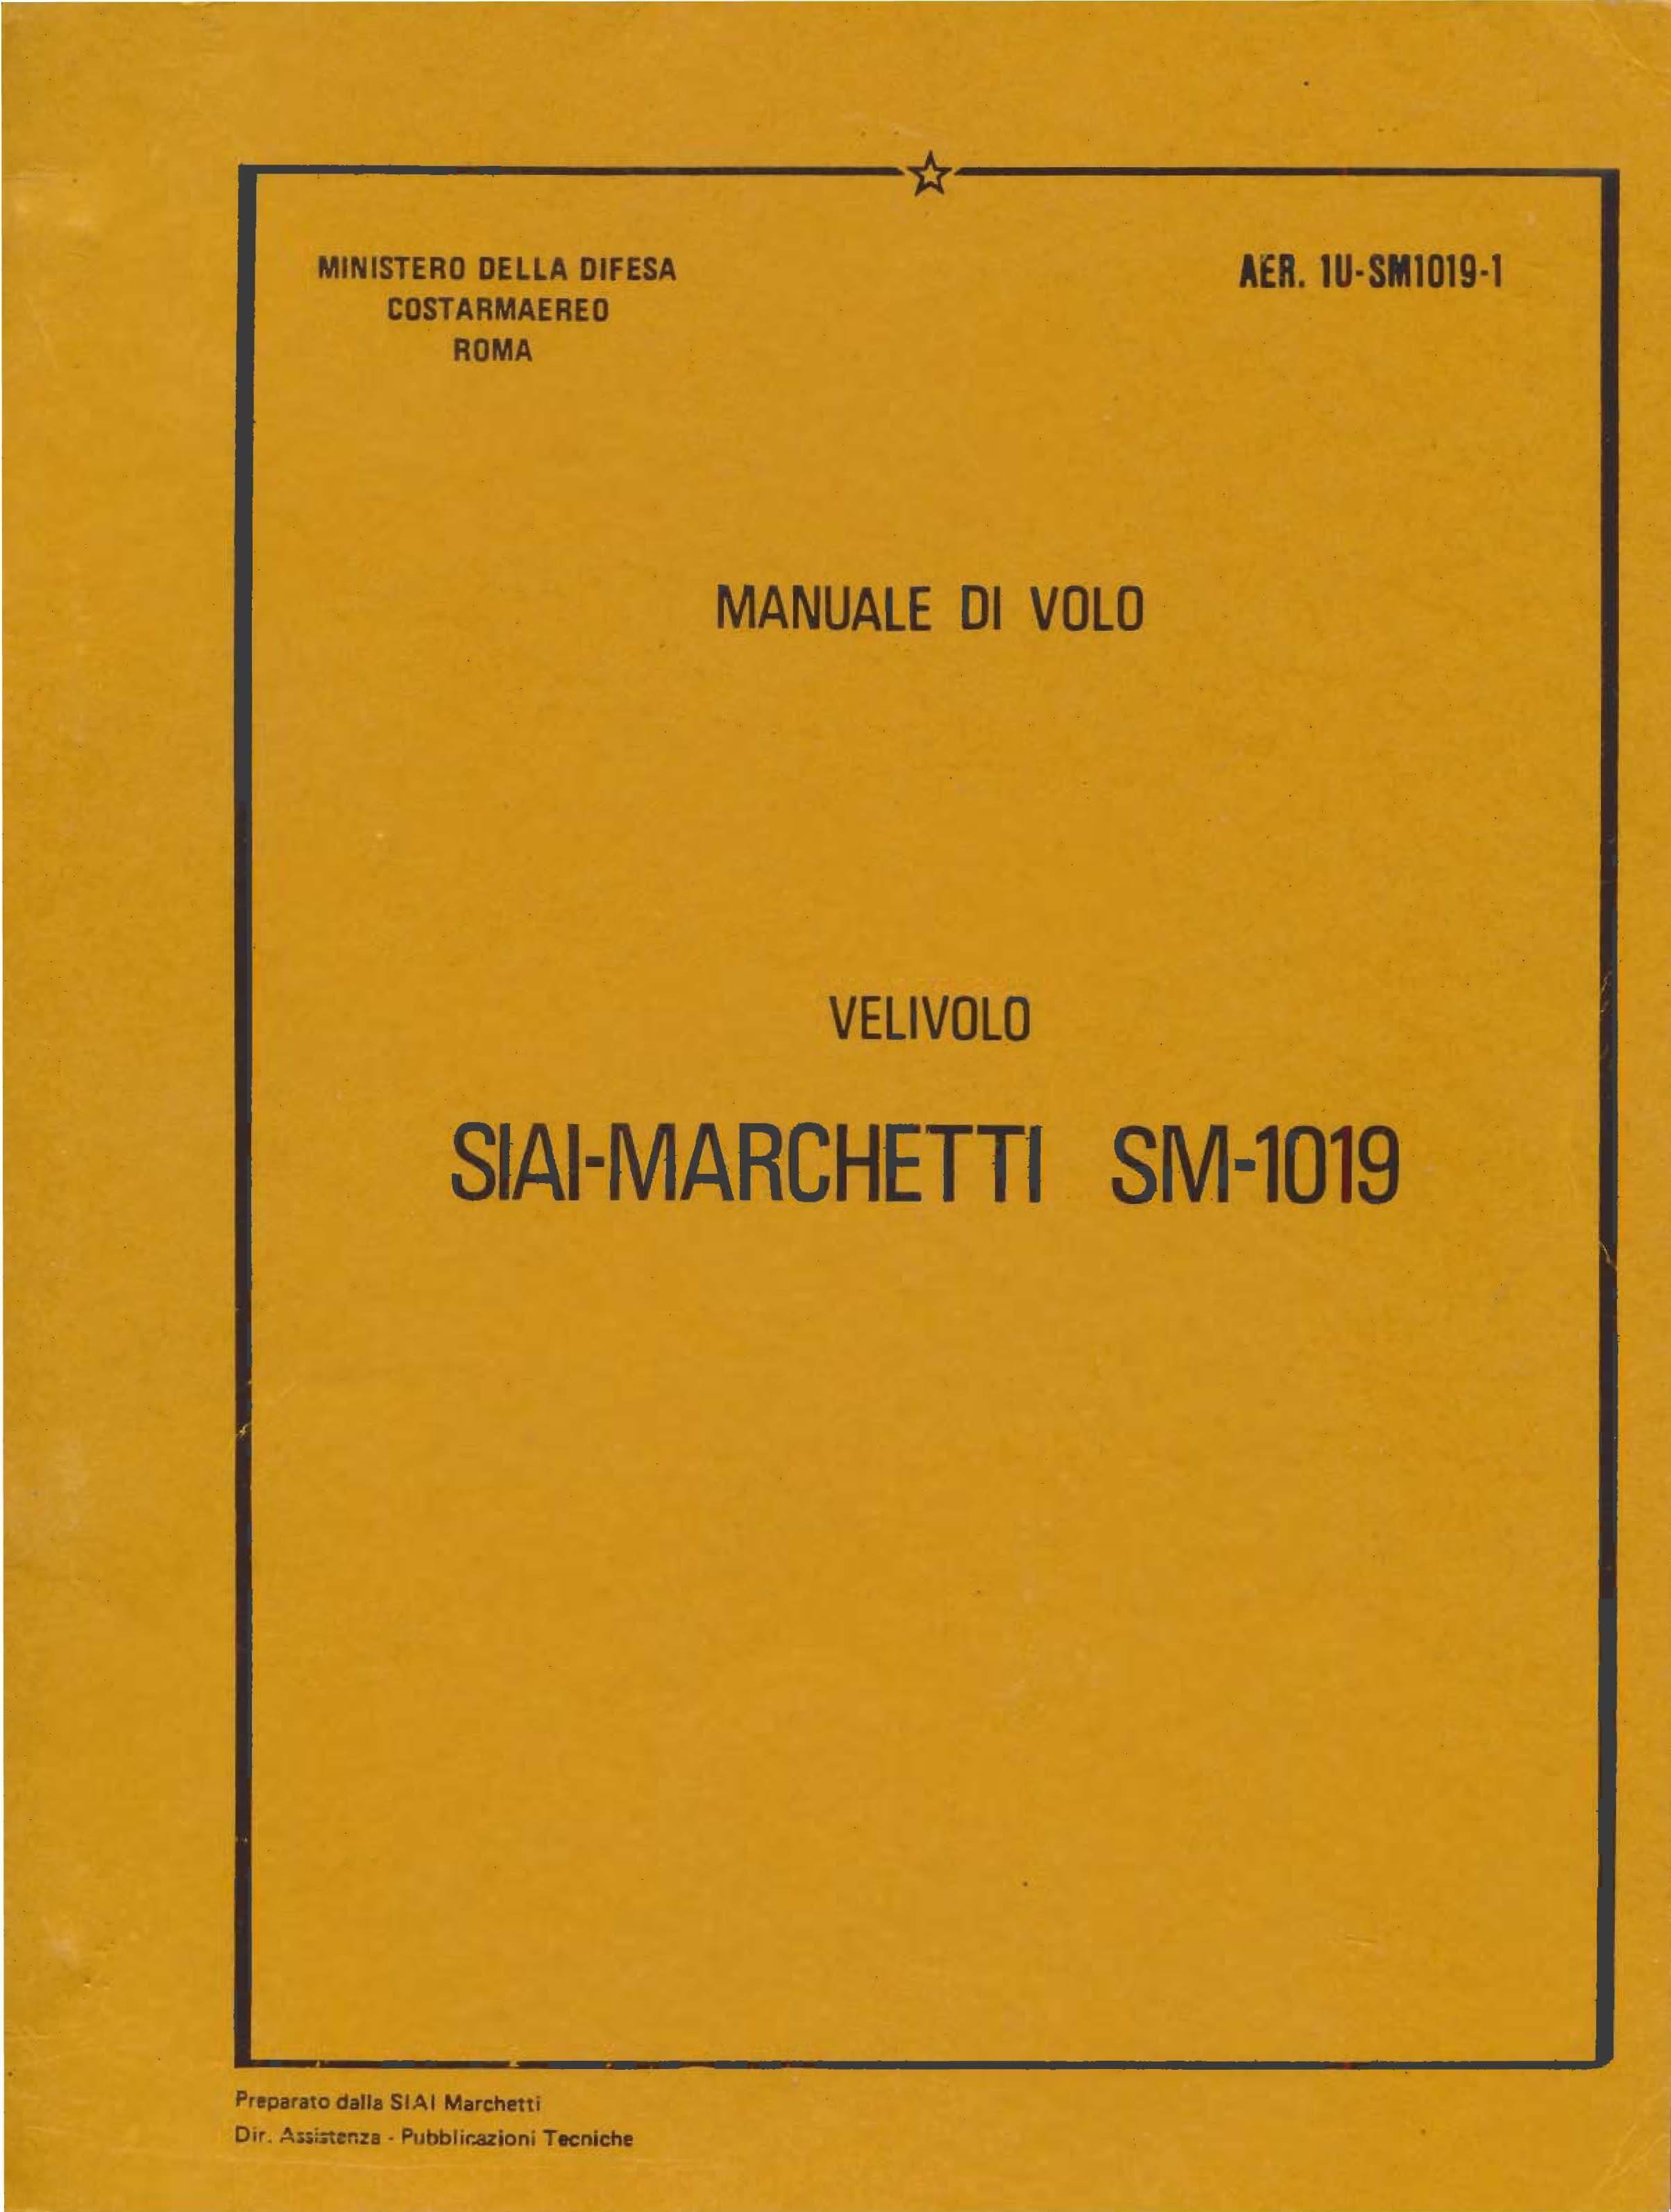 MINISTERO DELLA DIFESA
COSTARMAEREO
ROMA
AER. 1U-SM1019-1
MANUALE DI VOLO
VELIVOLO
SIAI-MARCHETTI SM-1019
Preparato dalla SIAI Marchetti
Dir. Assistenza - Pubblicazioni Tecniche